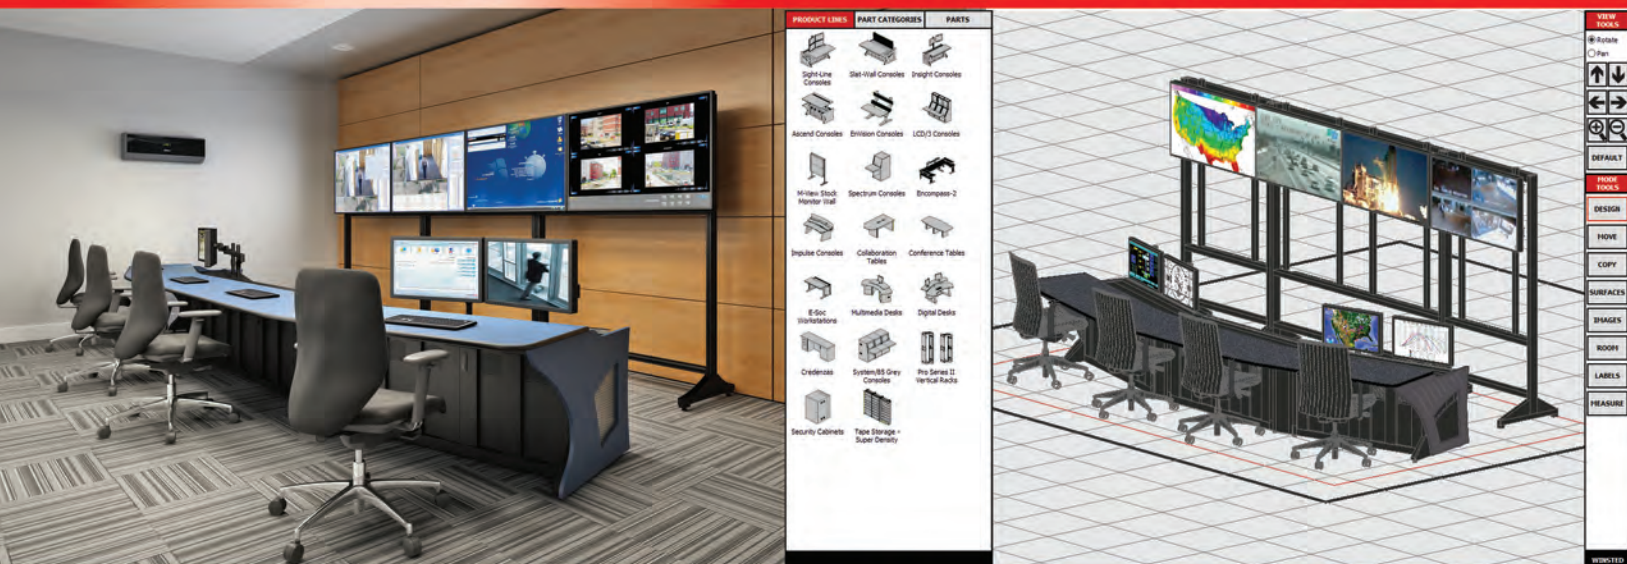 PRODUCT LINES PART CATEGORIES PARTS
Sight-Line
Consoles
Slat-Wall Consoles
Insight Consoles
Ascend Consoles
EnVision Consoles
LCD/3 Consoles
M-View Stock
Monitor Wall
Spectrum Consoles
Encompass-2
Impulse Consoles
Collaboration
Tables
Conference Tables
E-Soc
Workstations
Multimedia Desks
Digital Desks
Credenzas
System/85 Grey
Consoles
Pro Series II
Vertical Racks
Security Cabinets
Tape Storage -
Super Density
VIEW
TOOLS
Rotate
Pan
DEFAULT
MODE
TOOLS
DESIGN
MOVE
COPY
SURFACES
IMAGES
ROOM
LABELS
MEASURE
WINSTED